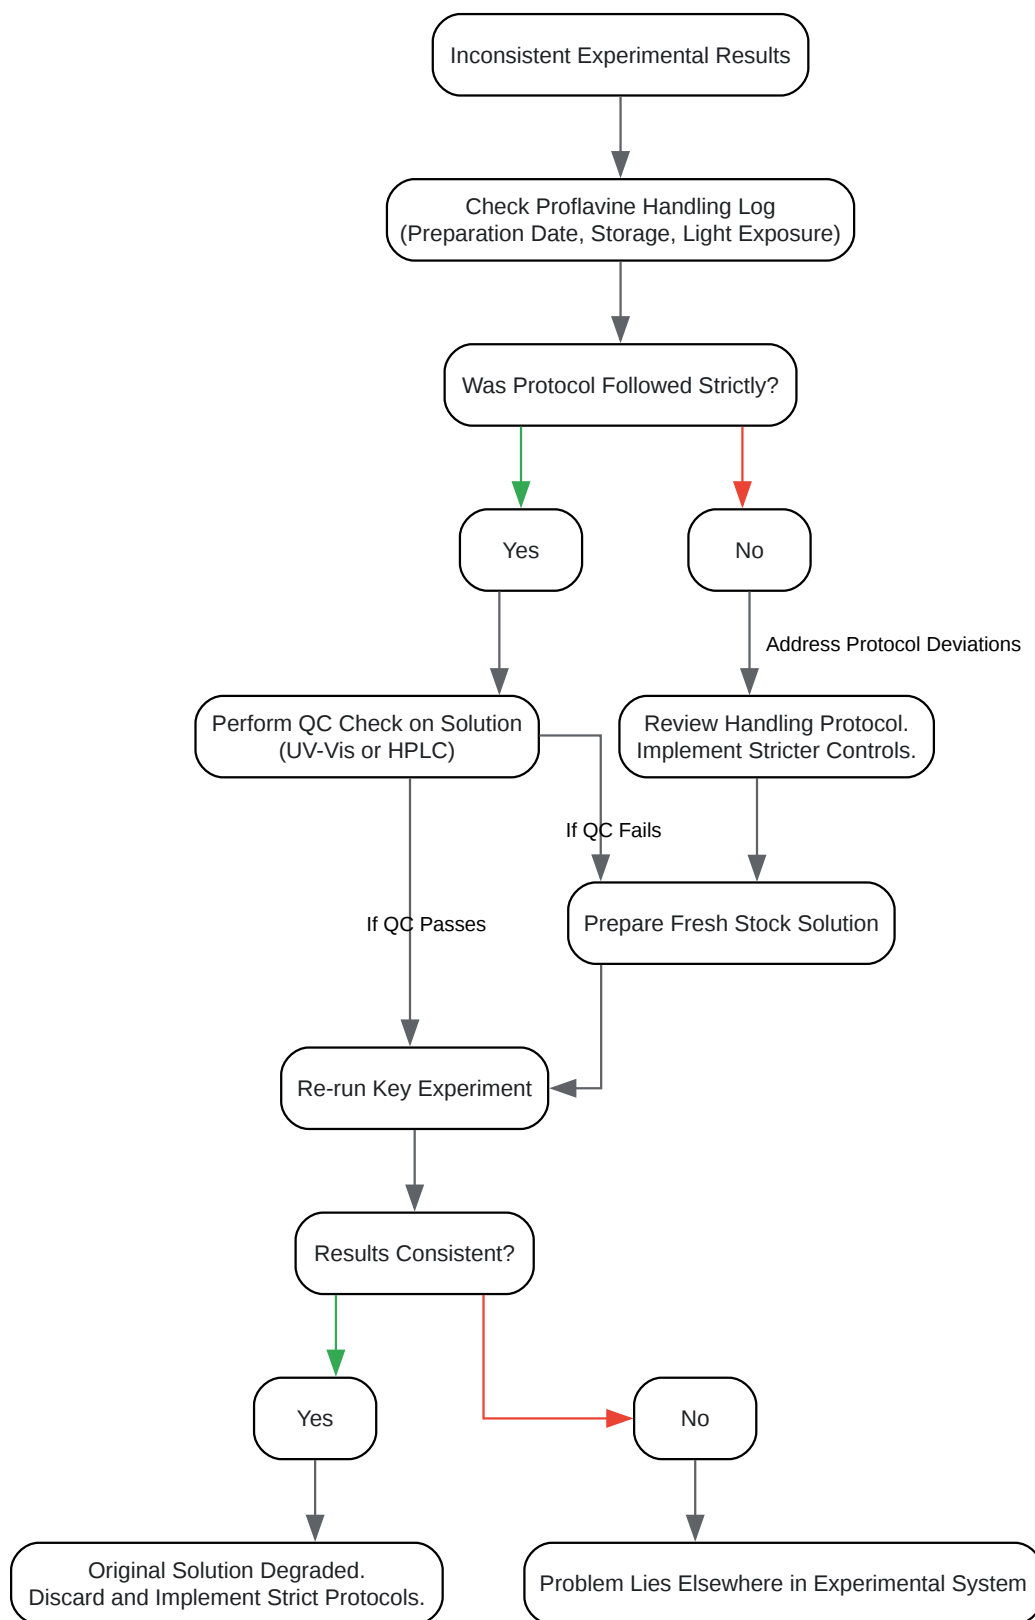 Inconsistent Experimental Results
Check Proflavine Handling Log
(Preparation Date, Storage, Light Exposure)
Was Protocol Followed Strictly?
Yes
No
Address Protocol Deviations
Perform QC Check on Solution
(UV-Vis or HPLC)
Review Handling Protocol.
Implement Stricter Controls.
If QC Fails
If QC Passes
Prepare Fresh Stock Solution
Re-run Key Experiment
Results Consistent?
Yes
No
Original Solution Degraded.
Discard and Implement Strict Protocols.
Problem Lies Elsewhere in Experimental System